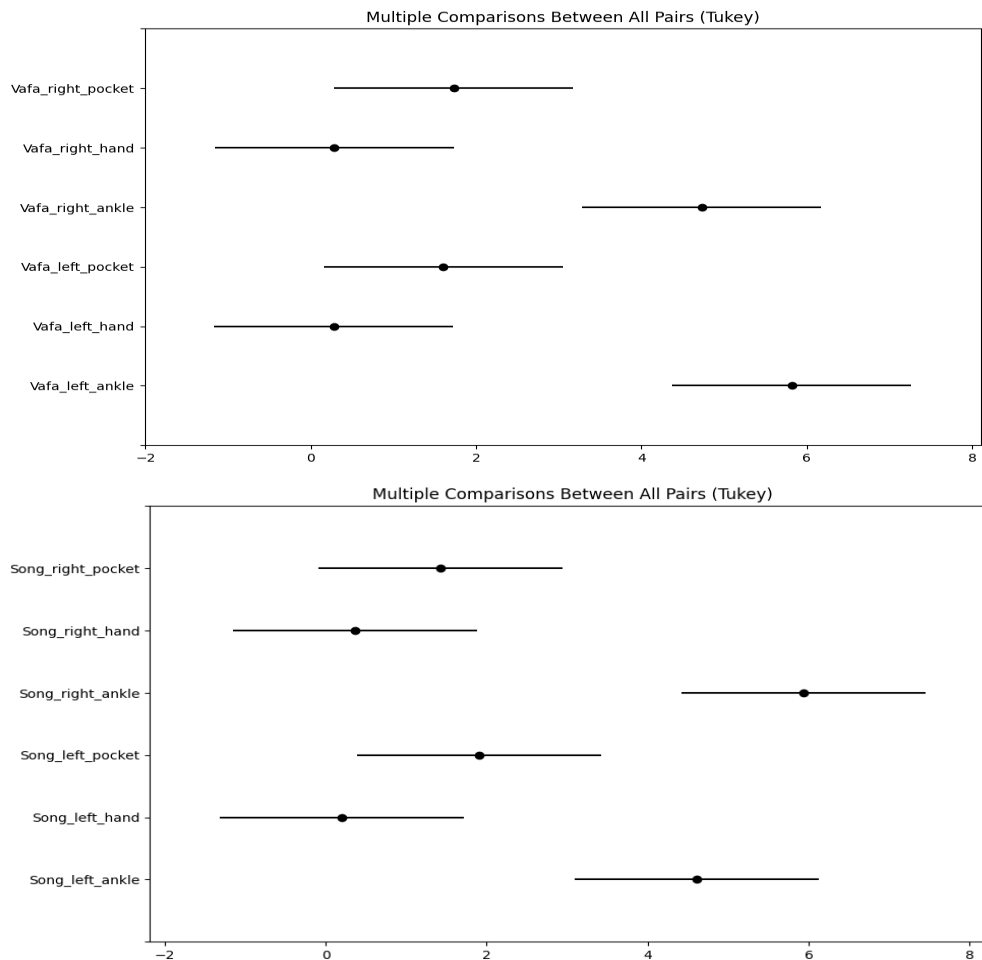 Multiple Comparisons Between All Pairs (Tukey)
Vafa_right_pocket
Vafa_right_hand
Vafa_right_ankle
Vafa_left_pocket
Vafa_left_hand
Vafa_left_ankle
−2 0 2 4 6 8
Multiple Comparisons Between All Pairs (Tukey)
Song_right_pocket
Song_right_hand
Song_right_ankle
Song_left_pocket
Song_left_hand
Song_left_ankle
−2 0 2 4 6 8